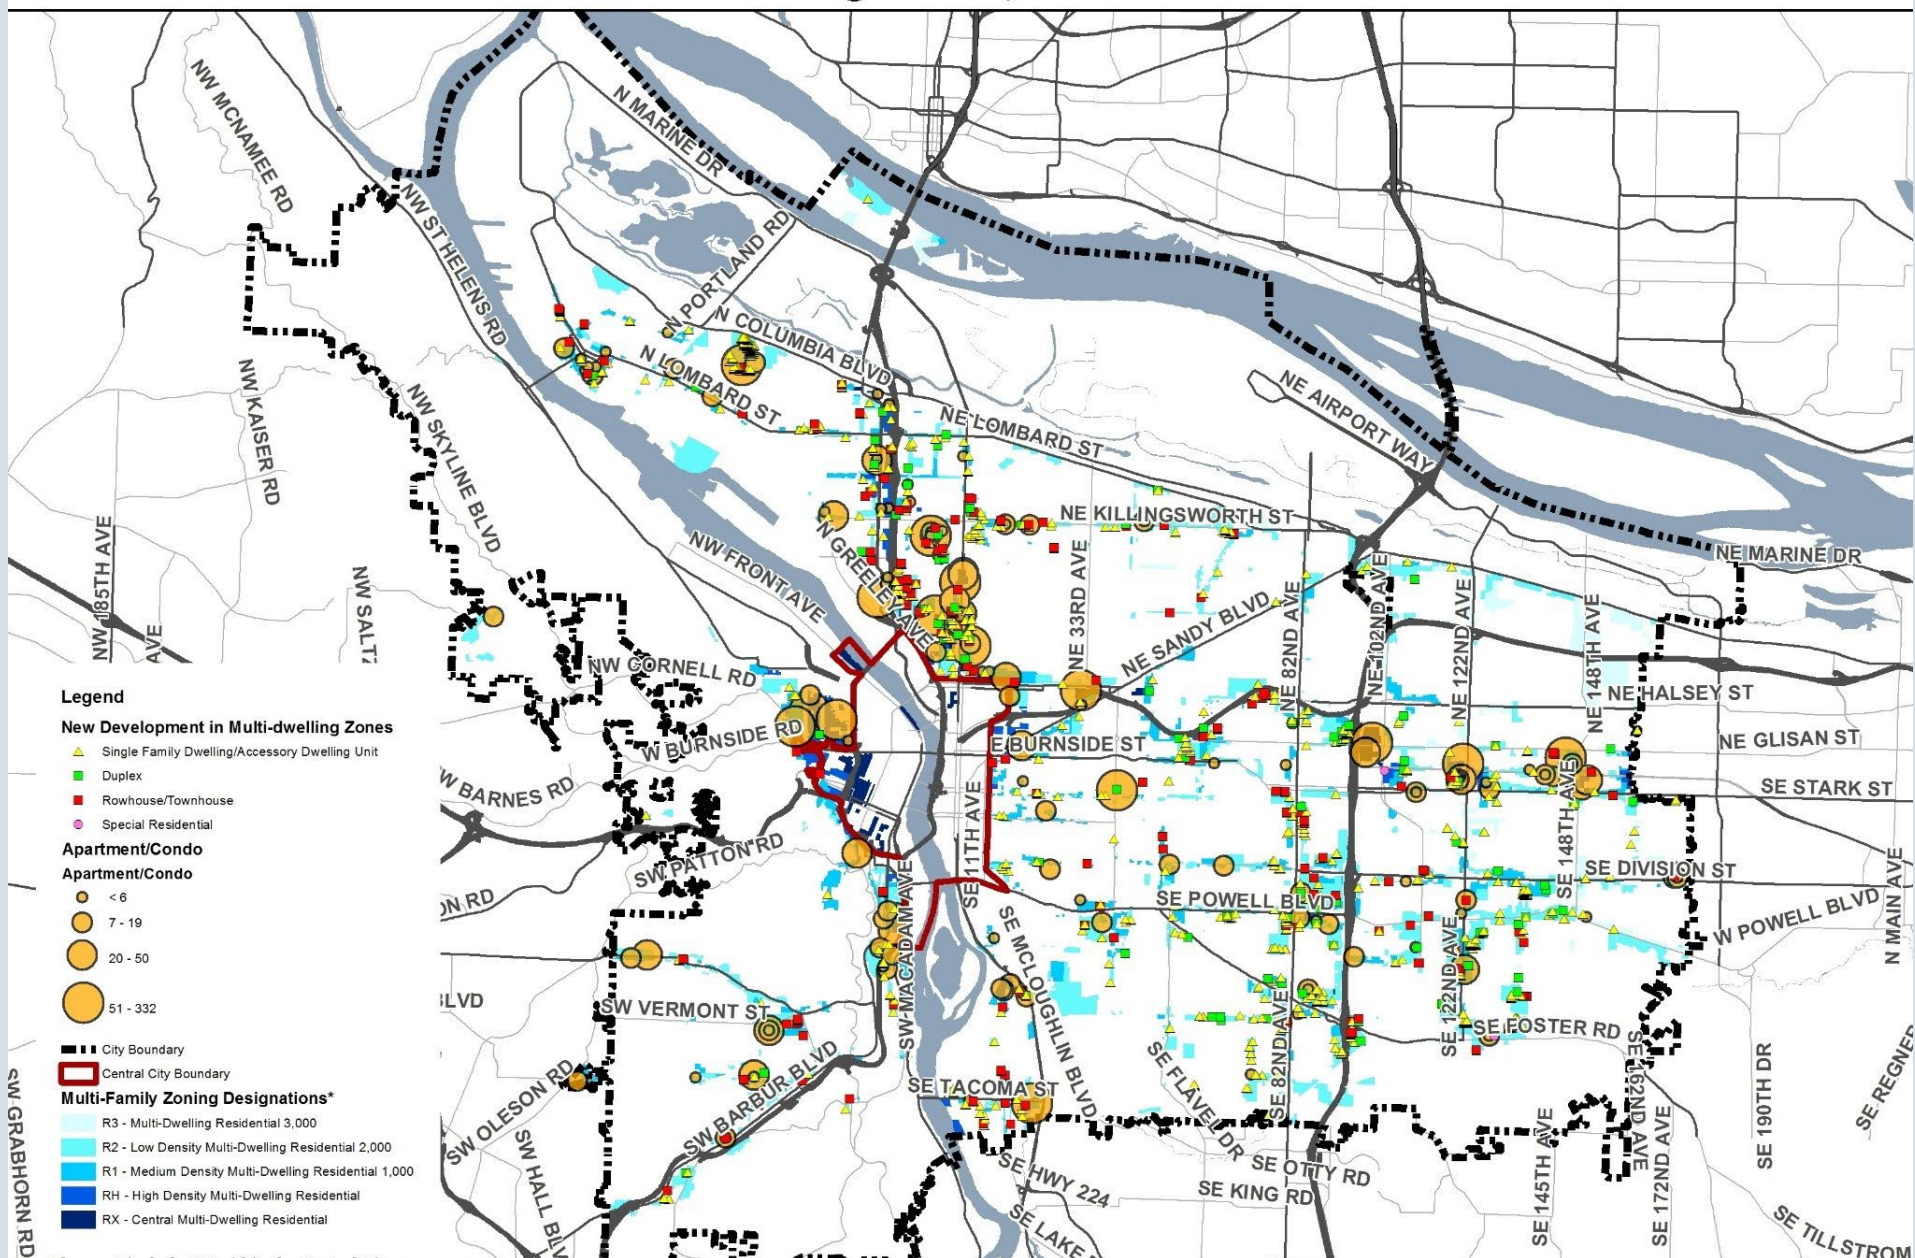 NW MCNAMEE RD
N MARINE DR
NW ST HELENS RD
N PORTLAND RD
N COLUMBIA BLVD
N LOMBARD ST
NE LOMBARD ST
NE AIRPORT WAY
NW KAISER RD
NW SKYLINE BLVD
NE KILLINGSWORTH ST
NE MARINE DR
NW 185TH AVE
AVE
NW SALTZ
NW FRONT AVE
N GREELEY AVE
NE 33RD AVE
NE SANDY BLVD
NE 82ND AVE
NE 102ND AVE
NE 122ND AVE
NE 148TH AVE
NW CORNELL RD
NE HALSEY ST
W BURNSIDE RD
E BURNSIDE ST
NE GLISAN ST
W BARNES RD
SE STARK ST
SE 11TH AVE
SE 148TH AVE
SW PATTON RD
SE DIVISION ST
ON RD
SE POWELL BLVD
W POWELL BLVD
N MAIN AVE
SW MACADAM AVE
SE MCLOUGHLIN BLVD
SE 122ND AVE
BLVD
SW VERMONT ST
SE 82ND AVE
SE FOSTER RD
SW OLESON RD
SW BARBUR BLVD
SE TACOMA ST
SE FLAVEL DR
SE 162ND AVE
SE 190TH DR
SE REGNER
SW GRABHORN RD
SW HALL BLV
SE HWY 224
SE OTTY RD
SE KING RD
SE 145TH AVE
SE 172ND AVE
SE LAKE
SE TILLSTROM
Legend
New Development in Multi-dwelling Zones
Single Family Dwelling/Accessory Dwelling Unit
Duplex
Rowhouse/Townhouse
Special Residential
Apartment/Condo
Apartment/Condo
< 6
7 - 19
20 - 50
51 - 332
City Boundary
Central City Boundary
Multi-Family Zoning Designations*
R3 - Multi-Dwelling Residential 3,000
R2 - Low Density Multi-Dwelling Residential 2,000
R1 - Medium Density Multi-Dwelling Residential 1,000
RH - High Density Multi-Dwelling Residential
RX - Central Multi-Dwelling Residential